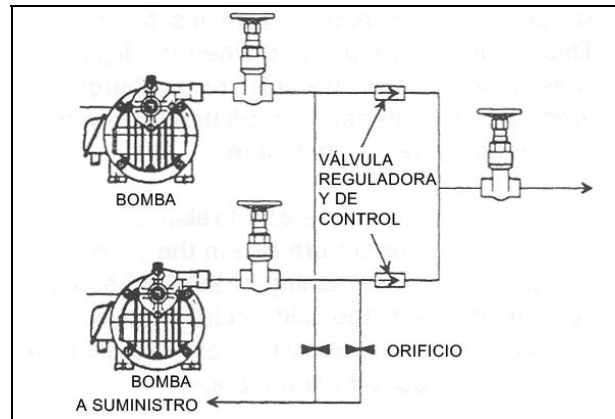 BOMBA
VÁLVULA
REGULADORA
Y DE
CONTROL
ORIFICIO
BOMBA
A SUMINISTRO